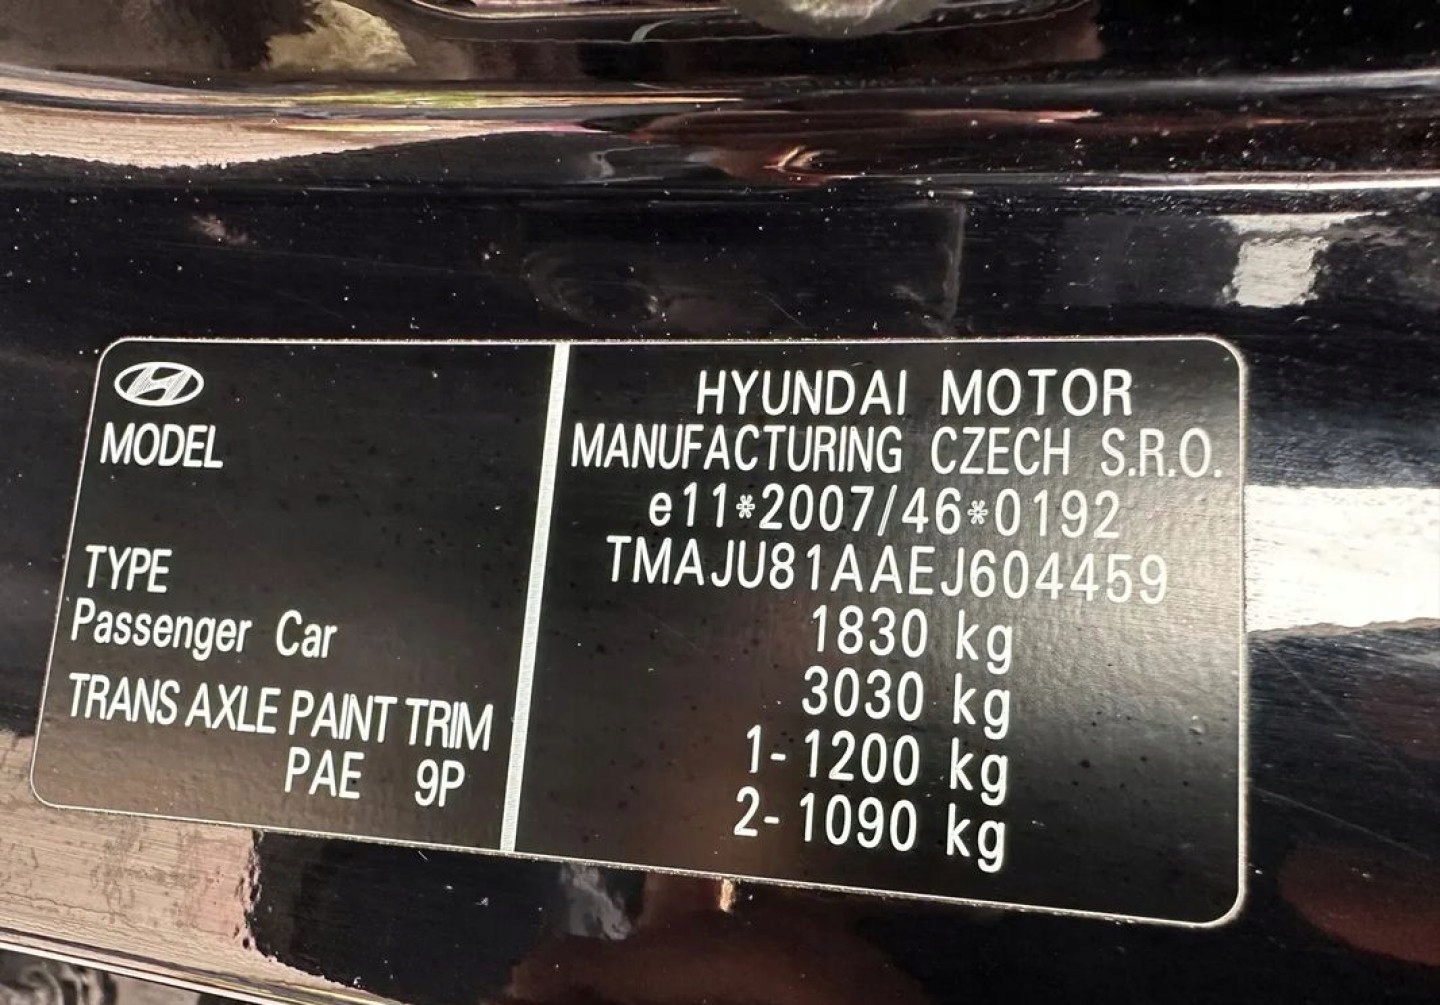 MODEL
TYPE
Passenger Car
TRANS AXLE PAINT TRIM
PAE 9P
HYUNDAI MOTOR
MANUFACTURING CZECH S.R.O.
e11*2007/46*0192
TMAJU81AAEJ604459
1830 kg
3030 kg
1-1200 kg
2-1090 kg